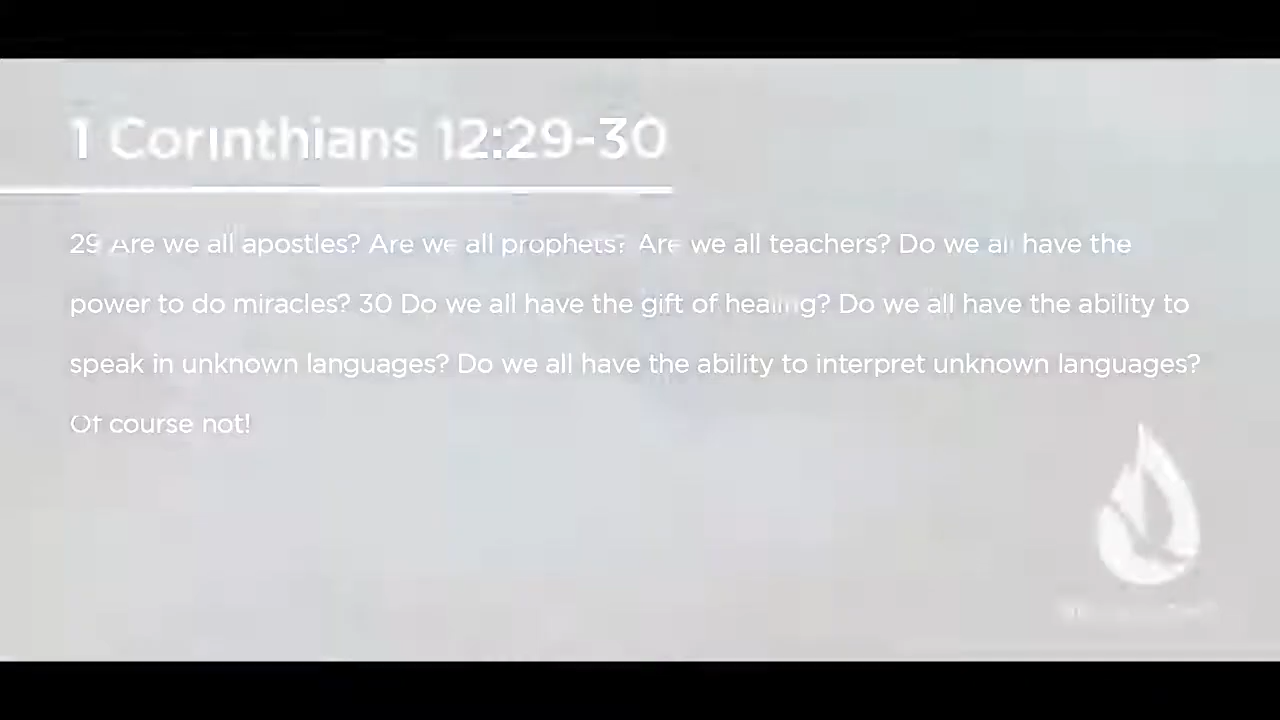 1 Corinthians 12:29-30
29 Are we all apostles? Are we all prophets? Are we all teachers? Do we all have the
power to do miracles? 30 Do we all have the gift of healing? Do we all have the ability to
speak in unknown languages? Do we all have the ability to interpret unknown languages?
Of course not!